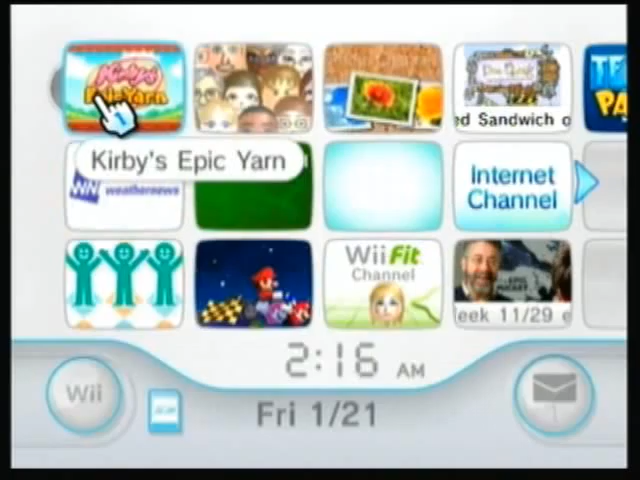 Kirby's
Epic Yarn
Kirby's Epic Yarn
ed Sandwich o
WN weathernews
Internet
Channel
Wii Fit
Channel
eek 11/29 e
2:16 AM
Wii
Fri 1/21